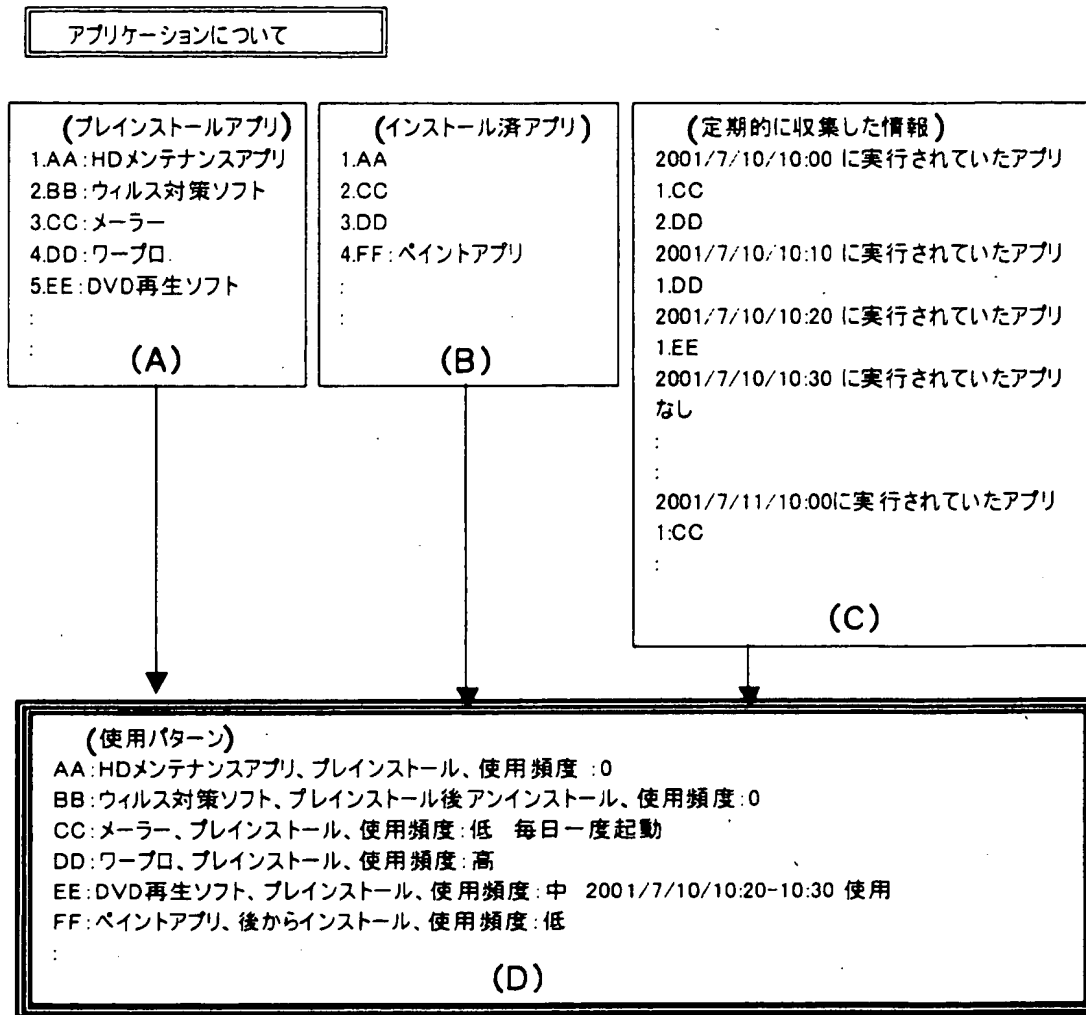 アプリケーションについて
(プレインストールアプリ)
1.AA:HDメンテナンスアプリ
2.BB:ウィルス対策ソフト
3.CC:メーラー
4.DD:ワープロ
5.EE:DVD再生ソフト
:
:
(A)
(インストール済アプリ)
1.AA
2.CC
3.DD
4.FF:ペイントアプリ
:
:
(B)
(定期的に収集した情報)
2001/7/10/10:00 に実行されていたアプリ
1.CC
2.DD
2001/7/10/10:10 に実行されていたアプリ
1.DD
2001/7/10/10:20 に実行されていたアプリ
1.EE
2001/7/10/10:30 に実行されていたアプリ
なし
:
:
2001/7/11/10:00に実行されていたアプリ
1:CC
:
(C)
(使用パターン)
AA:HDメンテナンスアプリ、プレインストール、使用頻度 :0
BB:ウィルス対策ソフト、プレインストール後アンインストール、使用頻度:0
CC:メーラー、プレインストール、使用頻度:低 毎日一度起動
DD:ワープロ、プレインストール、使用頻度:高
EE:DVD再生ソフト、プレインストール、使用頻度:中 2001/7/10/10:20-10:30 使用
FF:ペイントアプリ、後からインストール、使用頻度:低
:
(D)